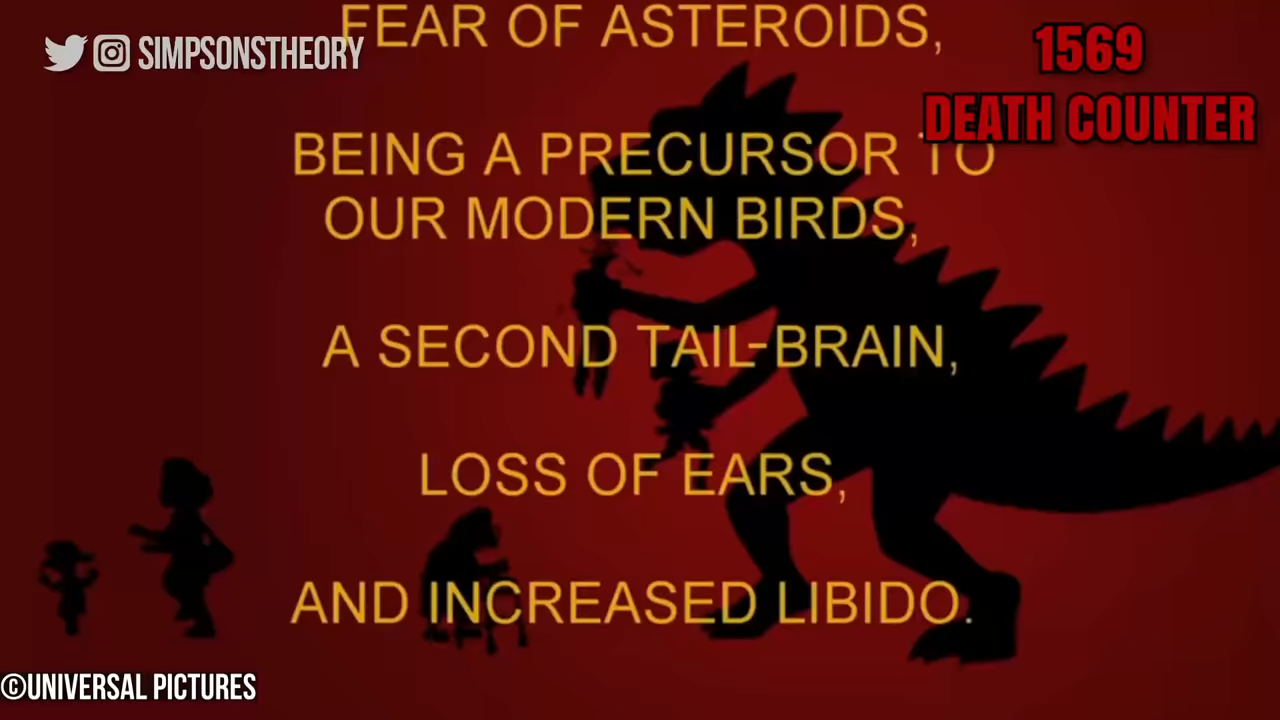 FEAR OF ASTEROIDS,
SIMPSONSTHEORY
1569
DEATH COUNTER
BEING A PRECURSOR TO
OUR MODERN BIRDS,
A SECOND TAIL-BRAIN,
LOSS OF EARS,
AND INCREASED LIBIDO.
©UNIVERSAL PICTURES